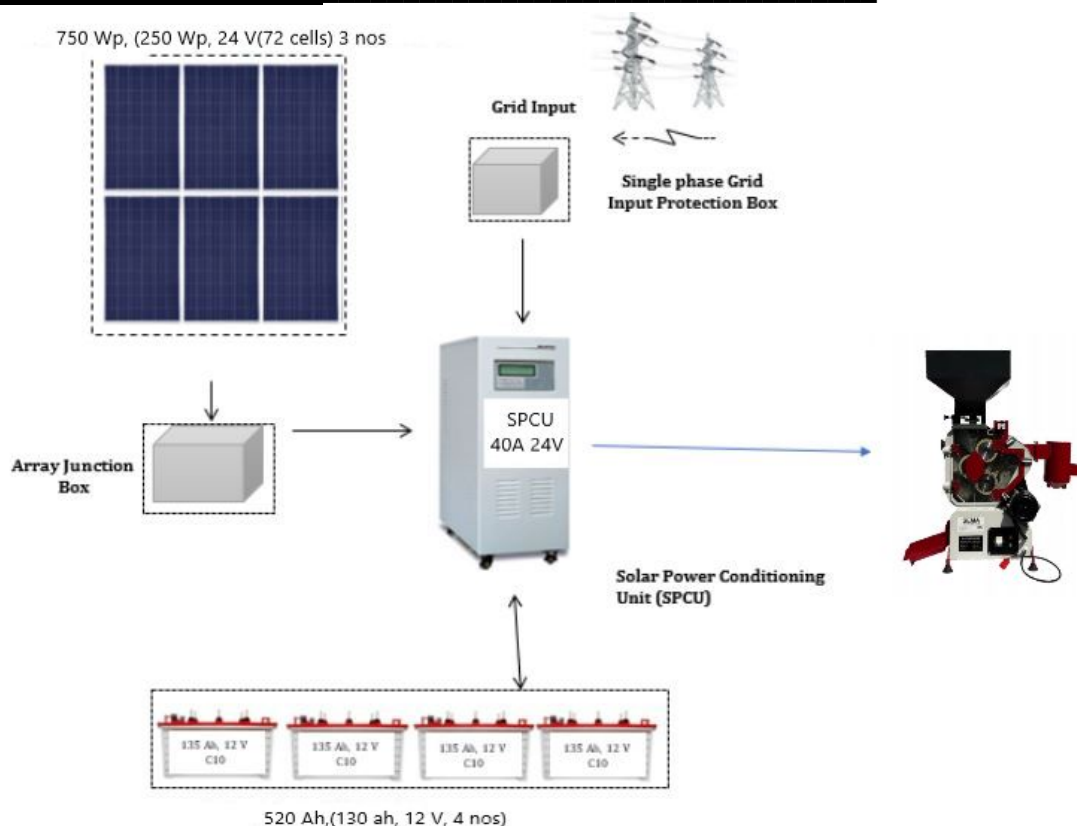 750 Wp, (250 Wp, 24 V(72 cells) 3 nos
Grid Input
Single phase Grid
Input Protection Box
SPCU
40A 24V
Array Junction
Box
Solar Power Conditioning
Unit (SPCU)
135 Ah, 12 V
C10
135 Ah, 12 V
C10
135 Ah, 12 V
C10
135 Ah, 12 V
C10
520 Ah,(130 ah, 12 V, 4 nos)